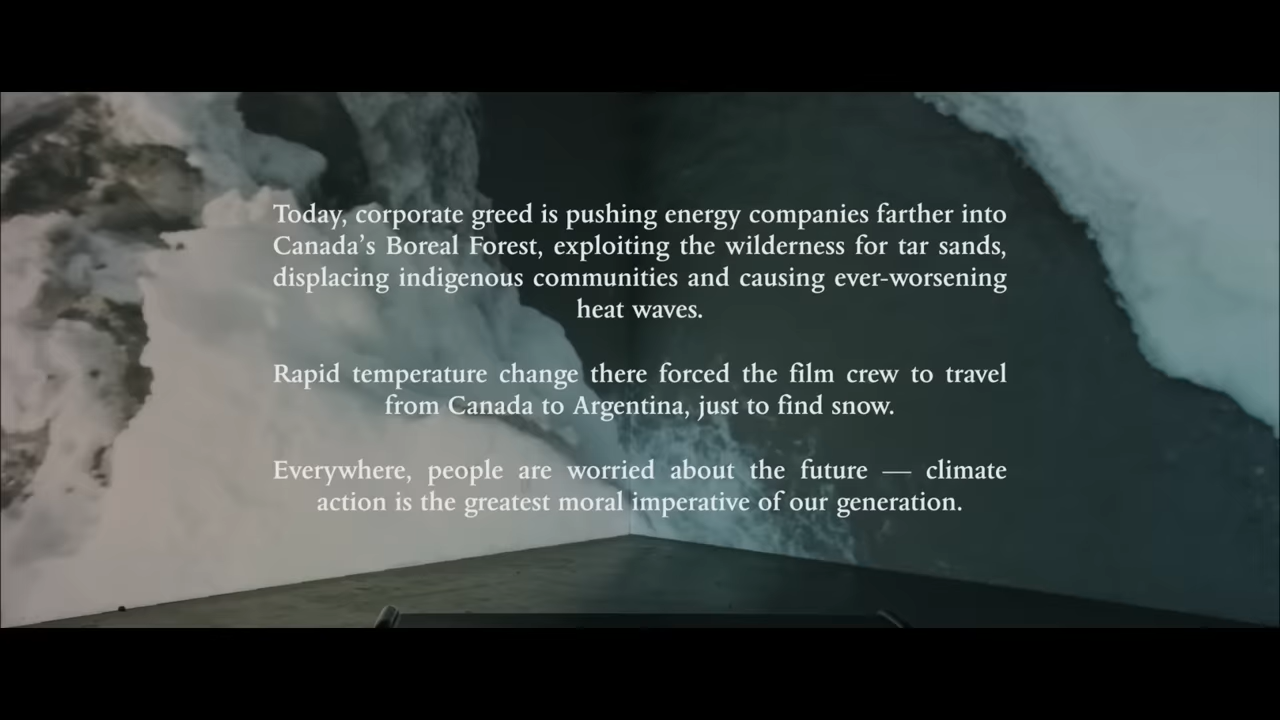 Today, corporate greed is pushing energy companies farther into
Canada’s Boreal Forest, exploiting the wilderness for tar sands,
displacing indigenous communities and causing ever-worsening
heat waves.
Rapid temperature change there forced the film crew to travel
from Canada to Argentina, just to find snow.
Everywhere, people are worried about the future — climate
action is the greatest moral imperative of our generation.